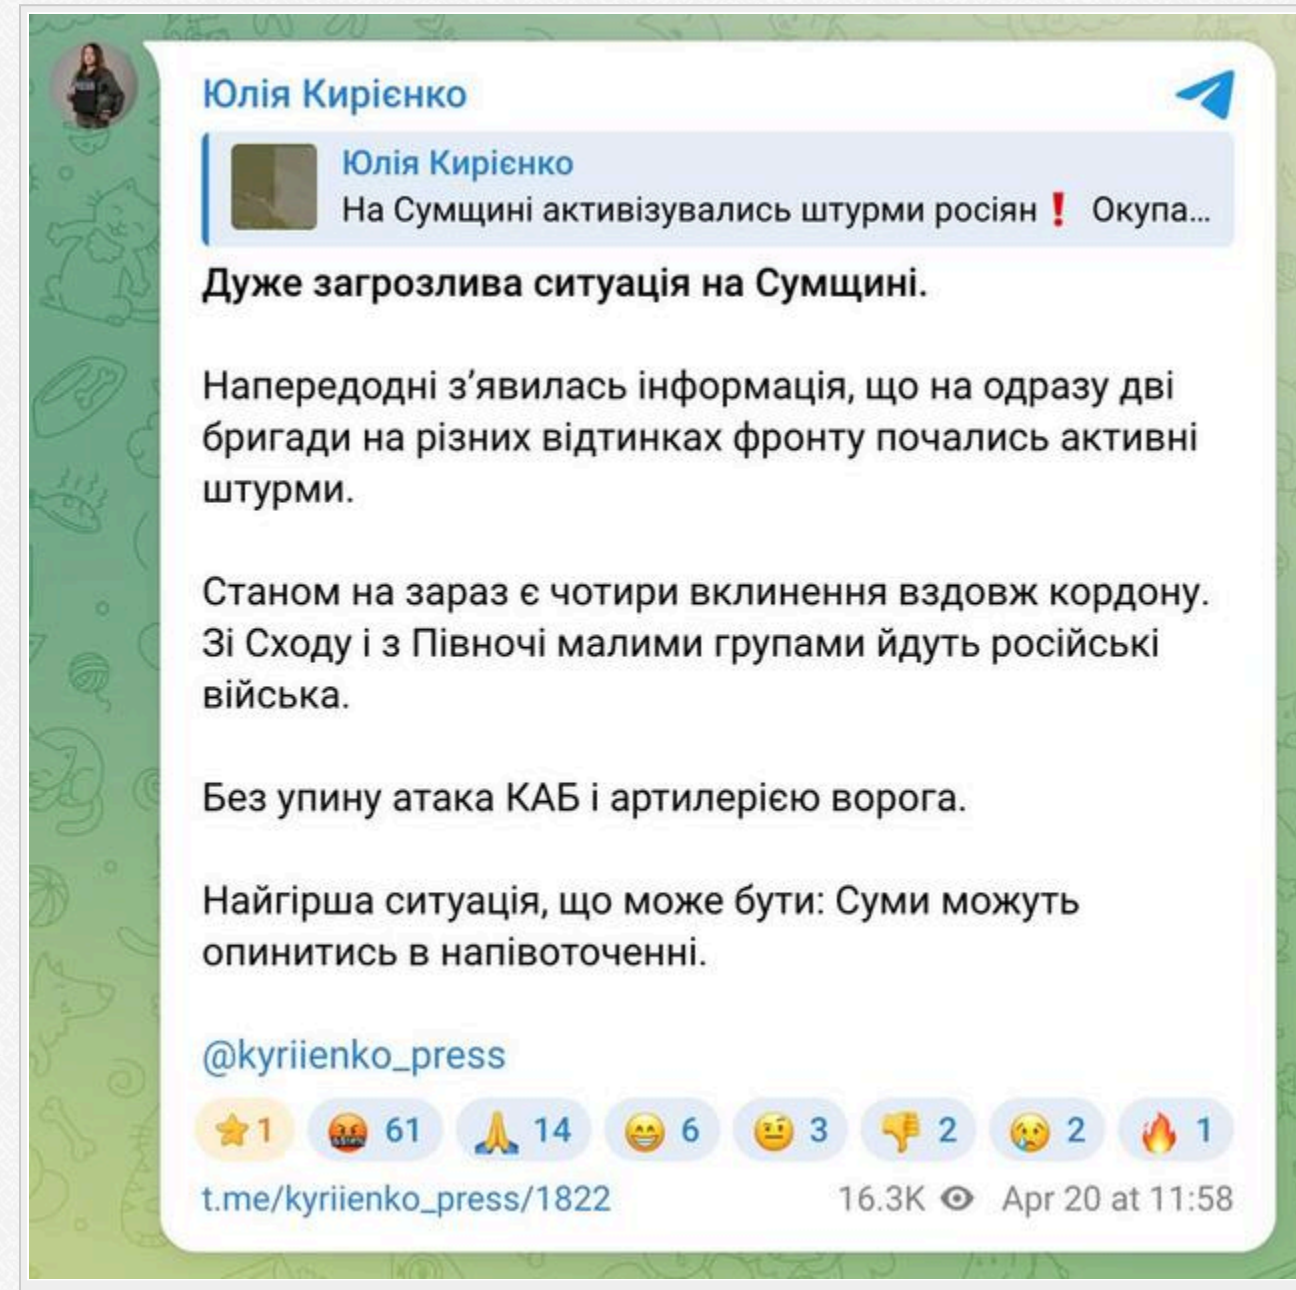 Юлія Кирієнко
Юлія Кирієнко
На Сумщині активізувались штурми росіян❗ Окупа...
Дуже загрозлива ситуація на Сумщині.
Напередодні з’явилась інформація, що на одразу дві
бригади на різних відтинках фронту почались активні
штурми.
Станом на зараз є чотири вклинення вздовж кордону.
Зі Сходу і з Півночі малими групами йдуть російські
війська.
Без упину атака КАБ і артилерією ворога.
Найгірша ситуація, що може бути: Суми можуть
опинитись в напівоточенні.
@kyriienko_press
⭐1 🤬 61 🙏 14 😁 6 🤨 3 👎 2 😢 2 🔥 1
t.me/kyriienko_press/1822 16.3K Apr 20 at 11:58